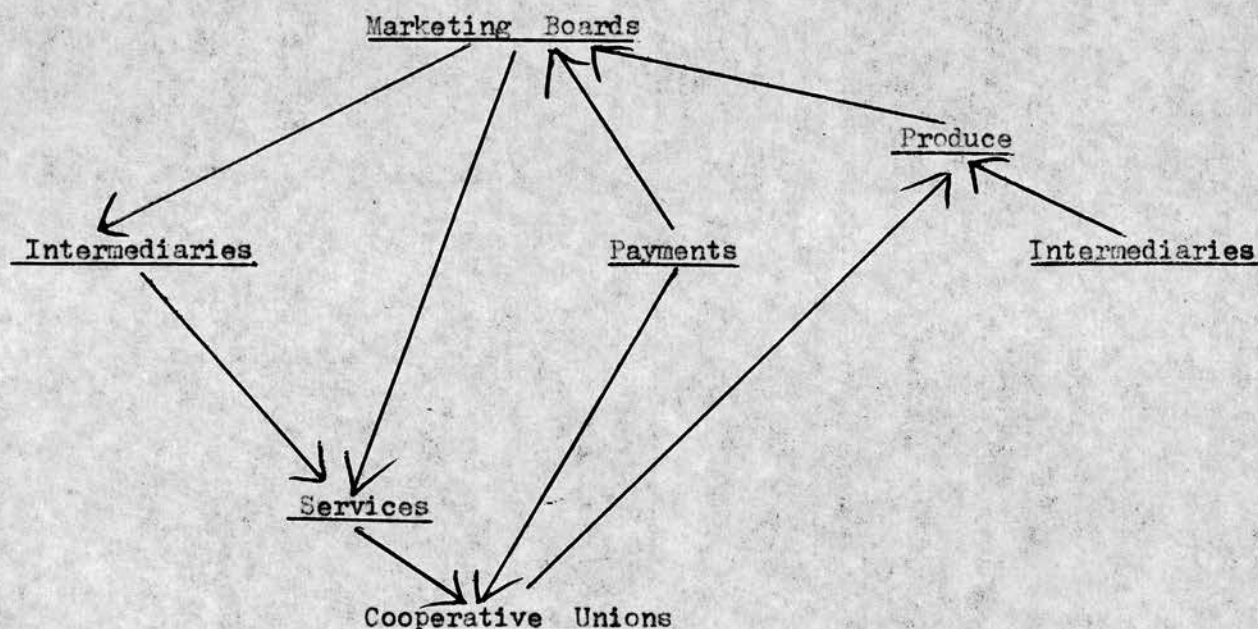 Marketing Boards
Produce
Intermediaries
Payments
Intermediaries
Services
Cooperative Unions